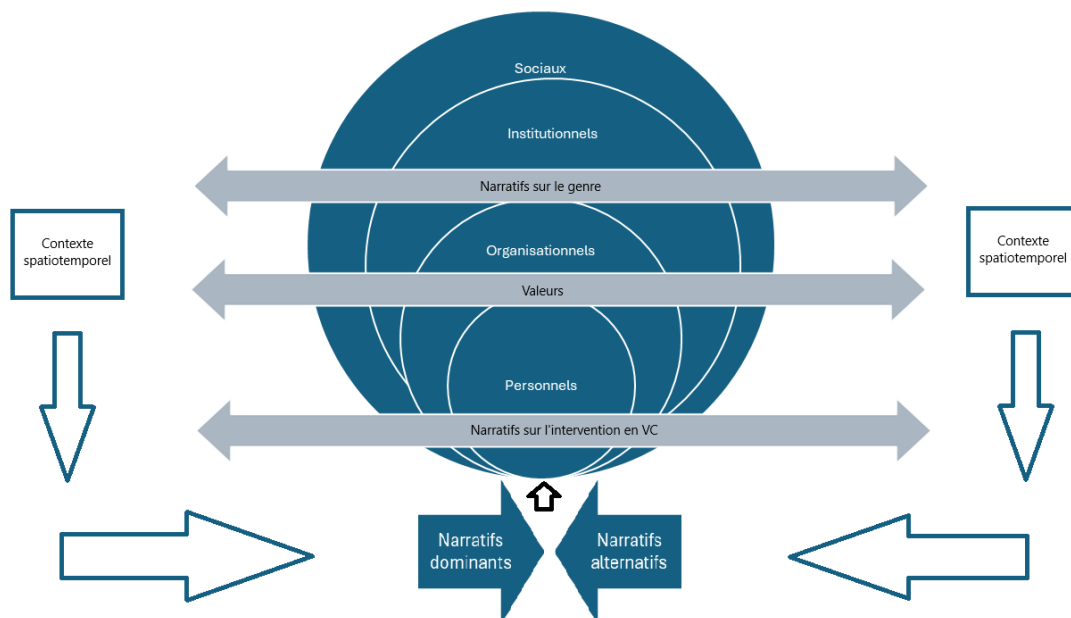 Sociaux
Institutionnels
Narratifs sur le genre
Contexte
spatiotemporel
Organisationnels
Contexte
spatiotemporel
Valeurs
Personnels
Narratifs sur l'intervention en VC
Narratifs
dominants
Narratifs
alternatifs